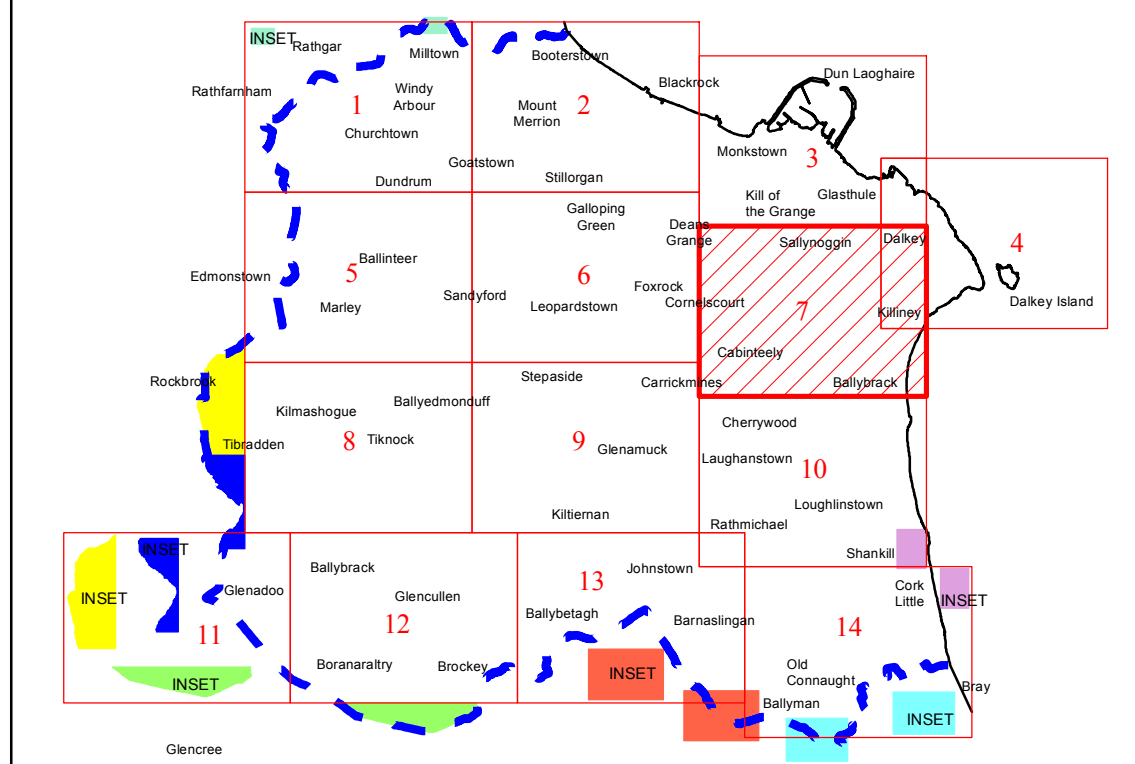 INSET
Rathgar
Milltown
Booterstown
Rathfarnham
Windy
Arbour
1
Churchtown
Mount
Merrion
2
Blackrock
Dun Laoghaire
Monkstown
3
Goatstown
Dundrum
Stillorgan
Kill of
the Grange
Glasthule
Galloping
Green
Deans
Grange
Sallynoggin
Dalkey
4
Edmonstown
5
Ballinteer
Marley
Sandyford
6
Leopardstown
Foxrock
Cornelscourt
7
Killiney
Dalkey Island
Cabinteely
Rockbrook
Stepaside
Carrickmines
Ballybrack
Kilmashogue
Ballyedmonduff
Tibradden
8
Tiknock
9
Glenamuck
Cherrywood
Laughanstown
10
Loughlinstown
Kiltiernan
Rathmichael
Shankill
INSET
INSET
Glenadoo
11
INSET
Ballybrack
Glencullen
12
Boranaraltry
Brockey
13
Johnstown
Ballybetagh
Barnaslingan
INSET
Cork
Little
INSET
14
Old
Connaught
Ballyman
Bray
INSET
Glencree